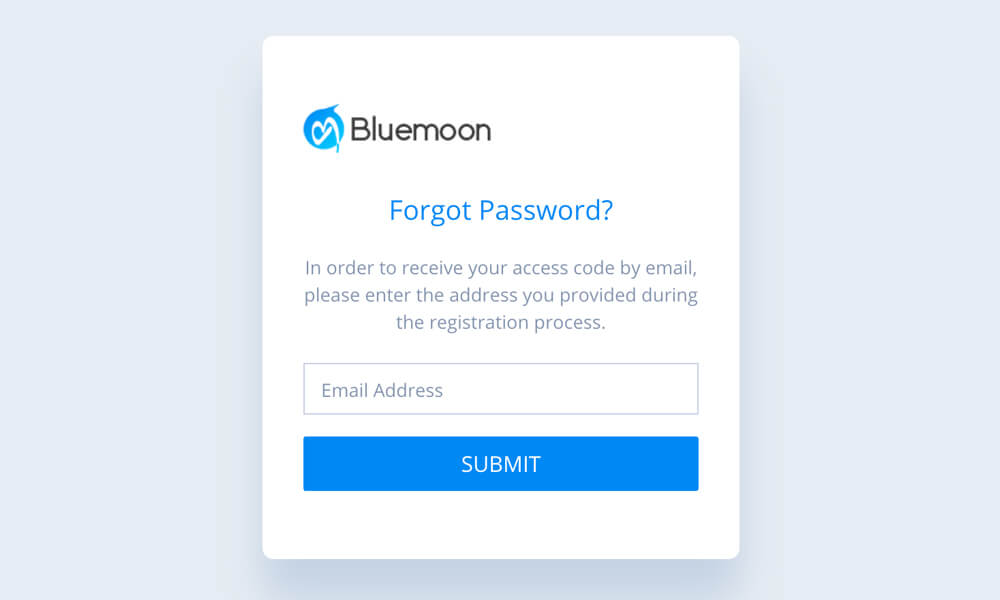 Bluemoon
Forgot Password?
In order to receive your access code by email,
please enter the address you provided during
the registration process.
Email Address
SUBMIT